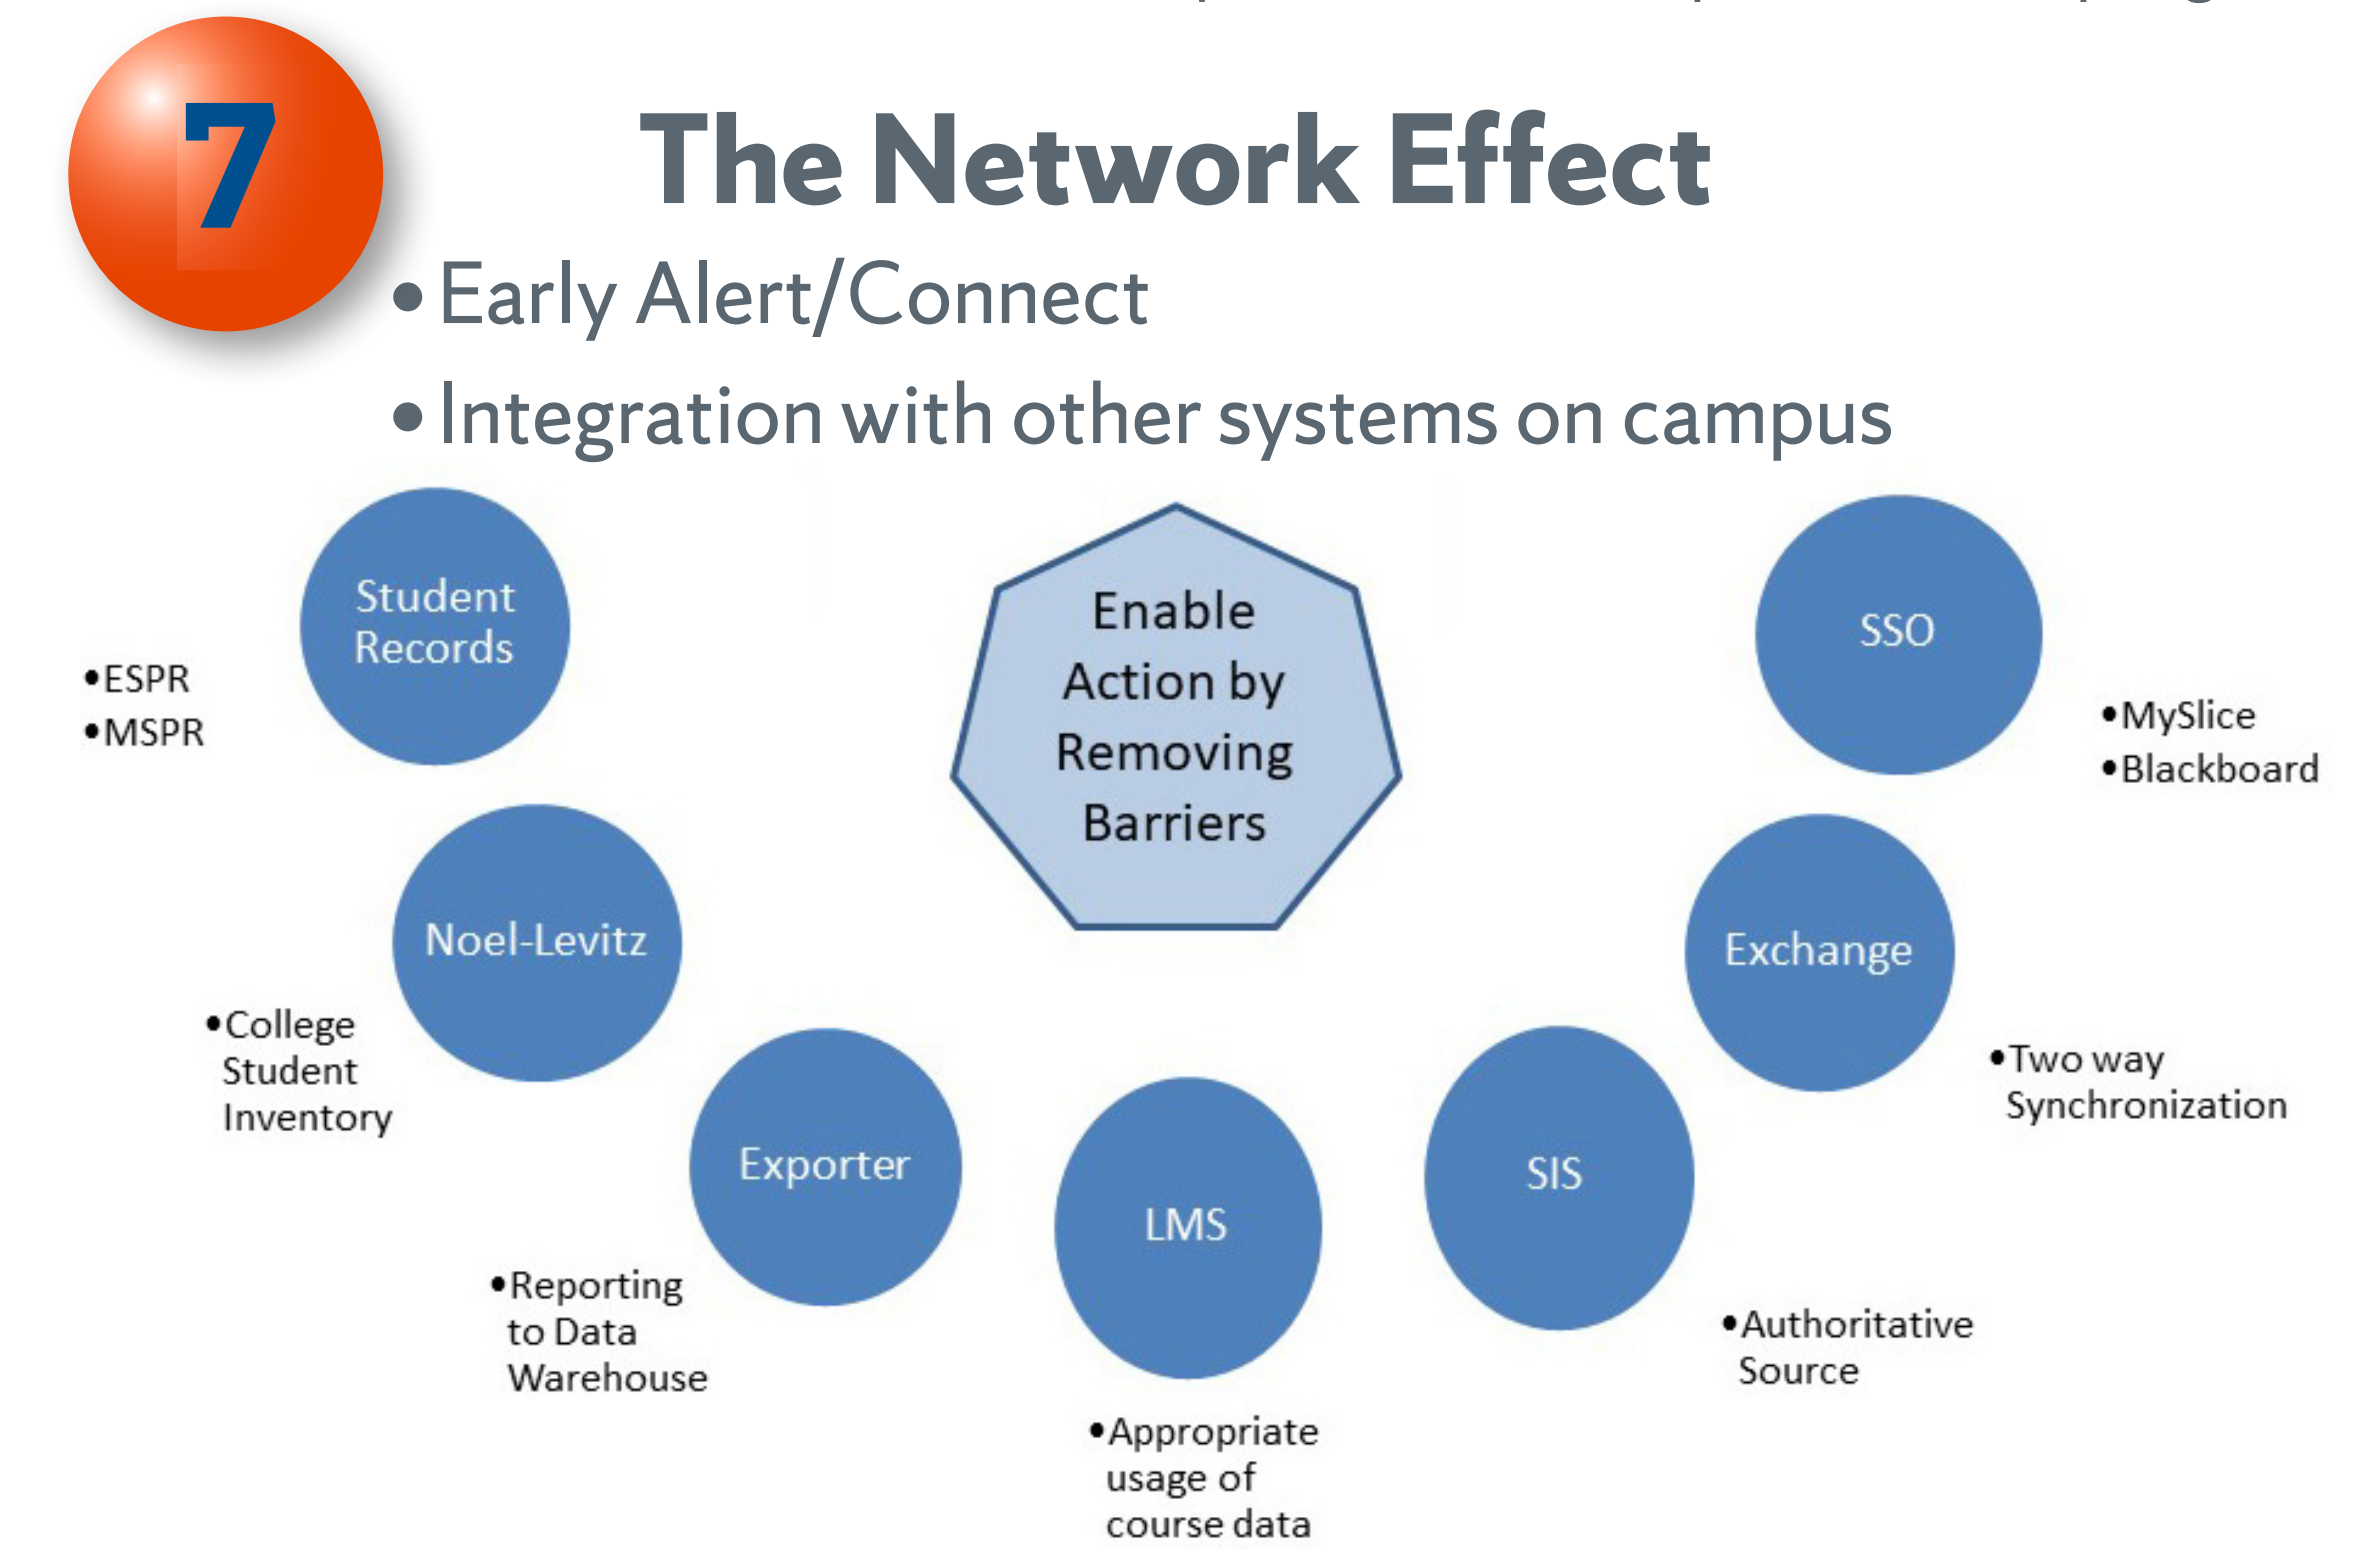 7
The Network Effect
•Early Alert/Connect
•Integration with other systems on campus
Student
Records
•ESPR
•MSPR
Noel-Levitz
•College
Student
Inventory
Exporter
•Reporting
to Data
Warehouse
Enable
Action by
Removing
Barriers
LMS
•Appropriate
usage of
course data
SIS
•Authoritative
Source
Exchange
•Two way
Synchronization
SSO
•MySlice
•Blackboard